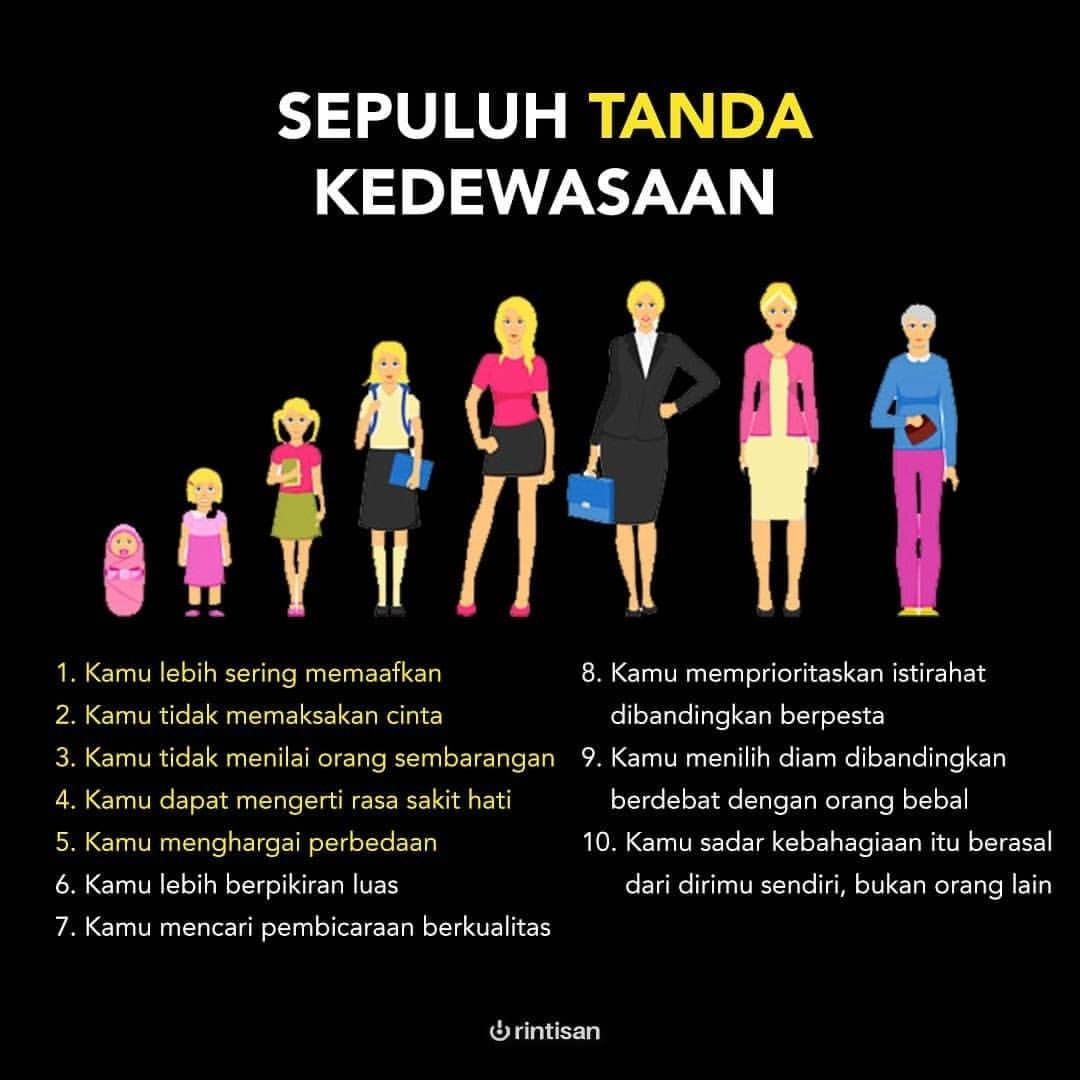 SEPULUH TANDA
KEDEWASAAN
1. Kamu lebih sering memaafkan
2. Kamu tidak memaksakan cinta
3. Kamu tidak menilai orang sembarangan
4. Kamu dapat mengerti rasa sakit hati
5. Kamu menghargai perbedaan
6. Kamu lebih berpikiran luas
7. Kamu mencari pembicaraan berkualitas
8. Kamu memprioritaskan istirahat
dibandingkan berpesta
9. Kamu menilih diam dibandingkan
berdebat dengan orang bebal
10. Kamu sadar kebahagiaan itu berasal
dari dirimu sendiri, bukan orang lain
rintisan